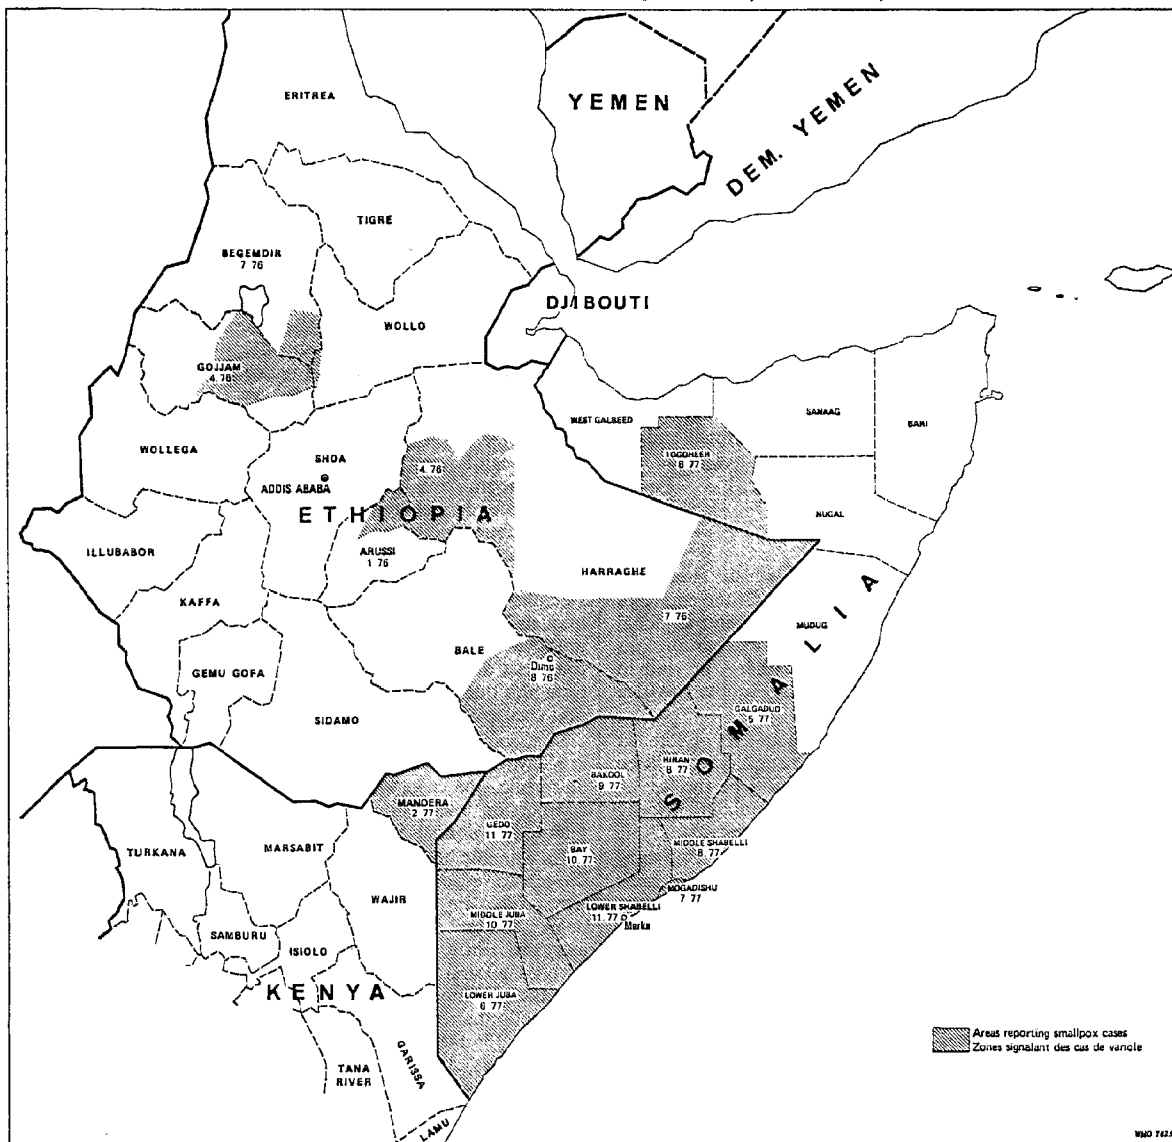 YEMEN
DEM. YEMEN
ERITREA
TIGRE
BEGEMDIR
7 76
DJIBOUTI
WOLLO
GOJJAM
4.76
WEST GALBEED
SANAAG
BARI
TOGDHEER
8 77
WOLLEGA
SHOA
4.76
ADDIS ABABA
ETHIOPIA
NUGAL
ILLUBABOR
ARUSSI
1 76
HARRAGHE
KAFFA
7 76
MUDUG
BALE
GEMU GOFA
Dimo
8 76
SIDAMO
GALGADUD
5 77
SOMALIA
HIRAN
8 77
BAKOOL
9 77
MANDERA
2 77
GEDO
11 77
TURKANA
MARSABIT
BAY
10.77
MIDDLE SHABELLI
8.77
WAJIR
MOGADISHU
7 77
LOWER SHABELLI
11.77
Marka
MIDDLE JUBA
10 77
SAMBURU
ISIOLO
KENYA
LOWER JUBA
6 77
GARISSA
TANA
RIVER
LAMU
Areas reporting smallpox cases
Zones signalant des cas de variole